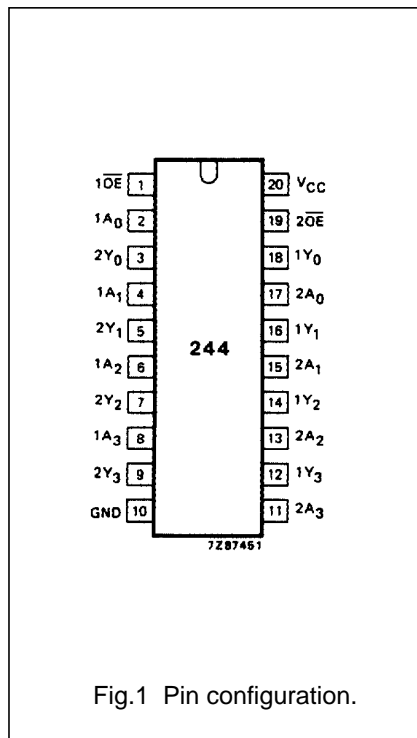 1O̅E̅ 1 20 VCC
1A0 2 19 2O̅E̅
2Y0 3 18 1Y0
1A1 4 17 2A0
2Y1 5 16 1Y1
244
1A2 6 15 2A1
2Y2 7 14 1Y2
1A3 8 13 2A2
2Y3 9 12 1Y3
GND 10 11 2A3
7Z87451
Fig.1 Pin configuration.